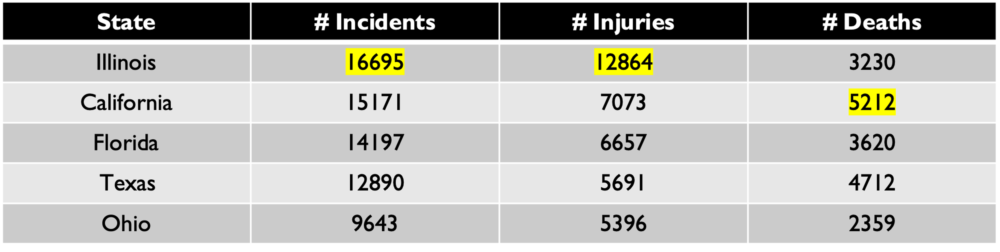 State # Incidents # Injuries # Deaths
Illinois 16695 12864 3230
California 15171 7073 5212
Florida 14197 6657 3620
Texas 12890 5691 4712
Ohio 9643 5396 2359